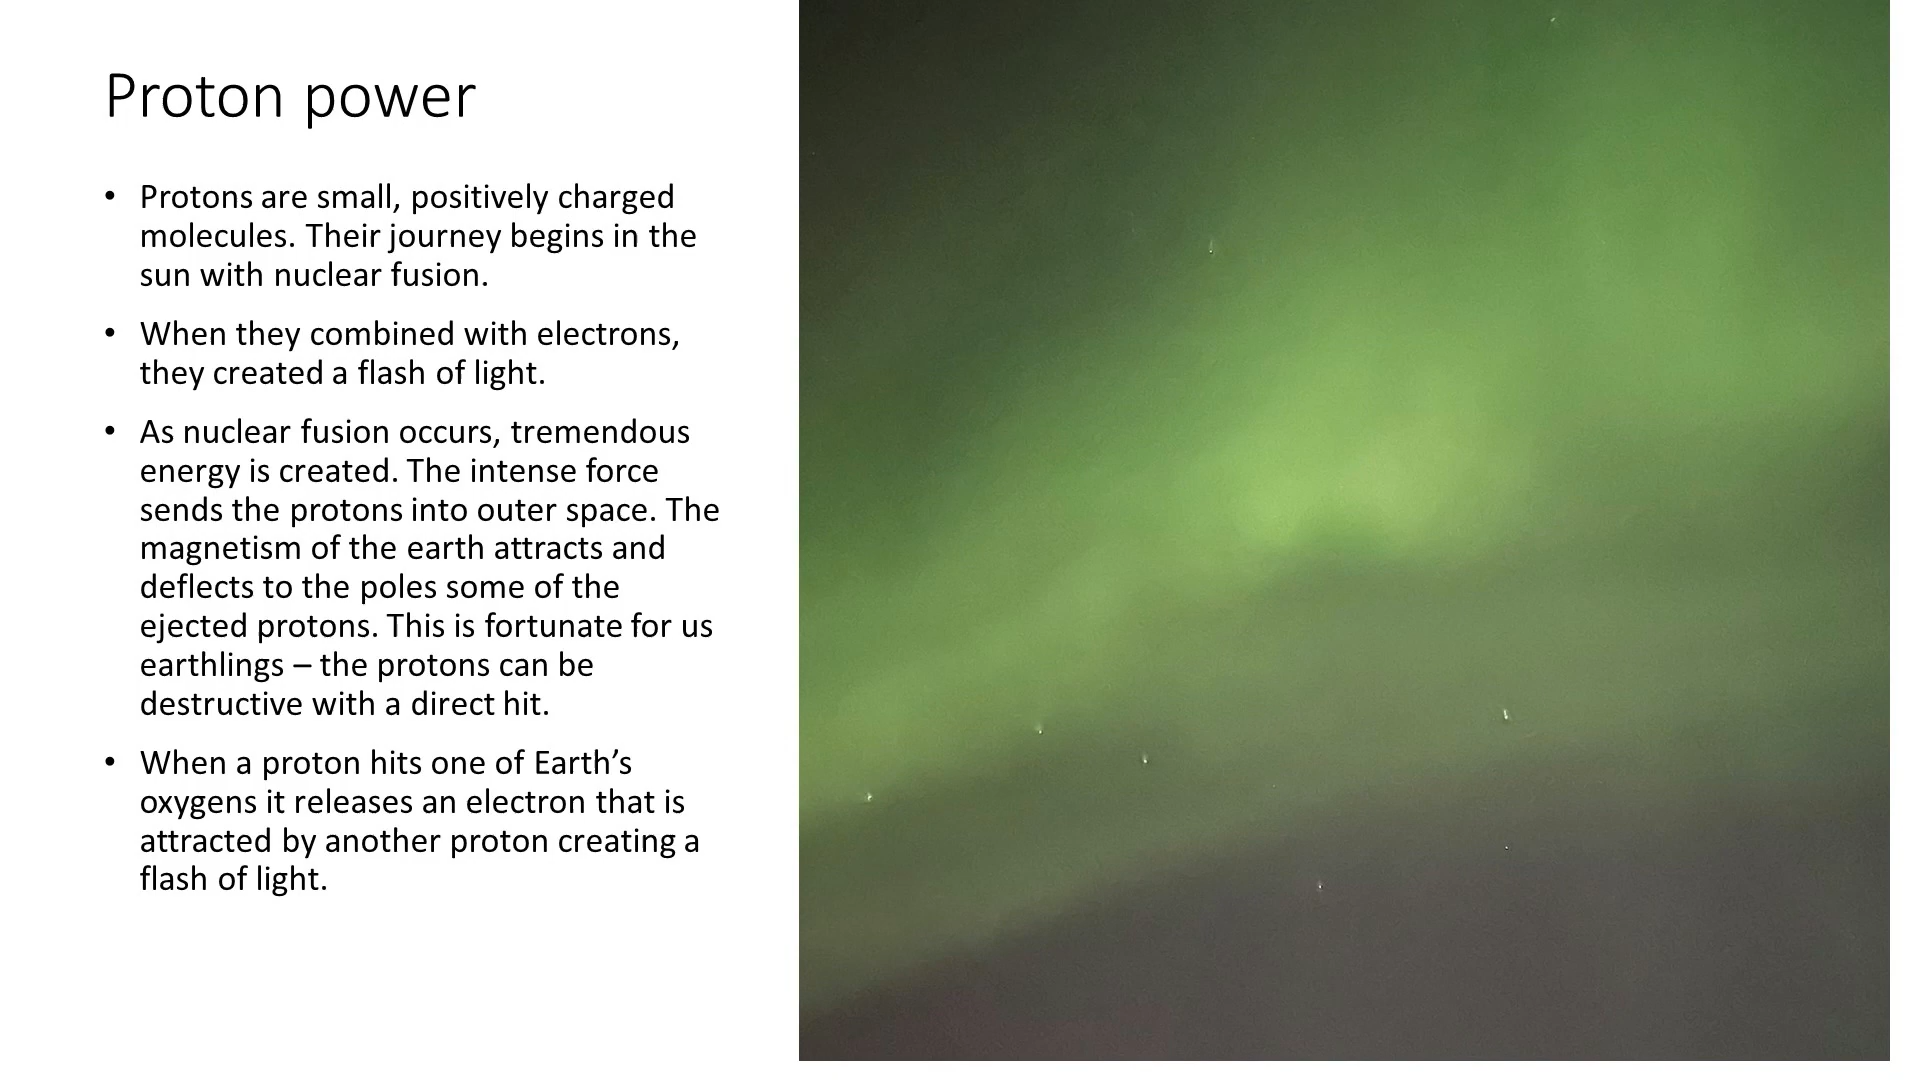 Proton power
• Protons are small, positively charged
molecules. Their journey begins in the
sun with nuclear fusion.
• When they combined with electrons,
they created a flash of light.
• As nuclear fusion occurs, tremendous
energy is created. The intense force
sends the protons into outer space. The
magnetism of the earth attracts and
deflects to the poles some of the
ejected protons. This is fortunate for us
earthlings – the protons can be
destructive with a direct hit.
• When a proton hits one of Earth’s
oxygens it releases an electron that is
attracted by another proton creating a
flash of light.